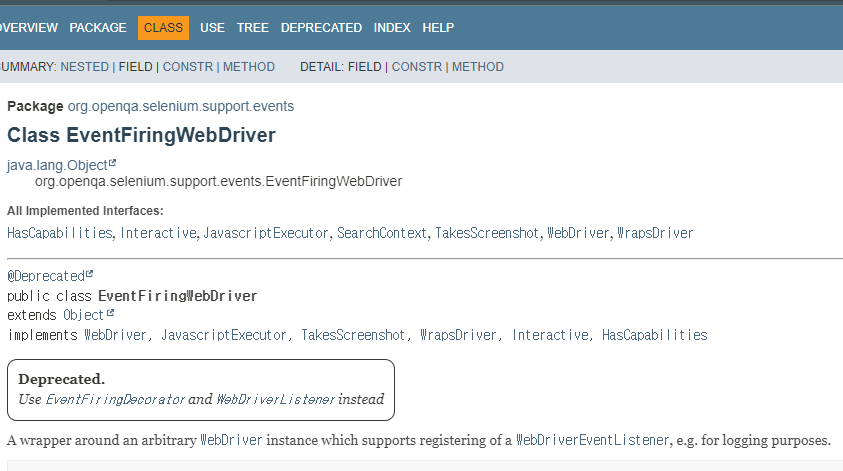 OVERVIEW PACKAGE CLASS USE TREE DEPRECATED INDEX HELP
SUMMARY: NESTED | FIELD | CONSTR | METHOD DETAIL: FIELD | CONSTR | METHOD
Package org.openqa.selenium.support.events
Class EventFiringWebDriver
java.lang.Object
org.openqa.selenium.support.events.EventFiringWebDriver
All Implemented Interfaces:
HasCapabilities, Interactive, JavascriptExecutor, SearchContext, TakesScreenshot, WebDriver, WrapsDriver
@Deprecated
public class EventFiringWebDriver
extends Object
implements WebDriver, JavascriptExecutor, TakesScreenshot, WrapsDriver, Interactive, HasCapabilities
Deprecated.
Use EventFiringDecorator and WebDriverListener instead
A wrapper around an arbitrary WebDriver instance which supports registering of a WebDriverEventListener, e.g. for logging purposes.